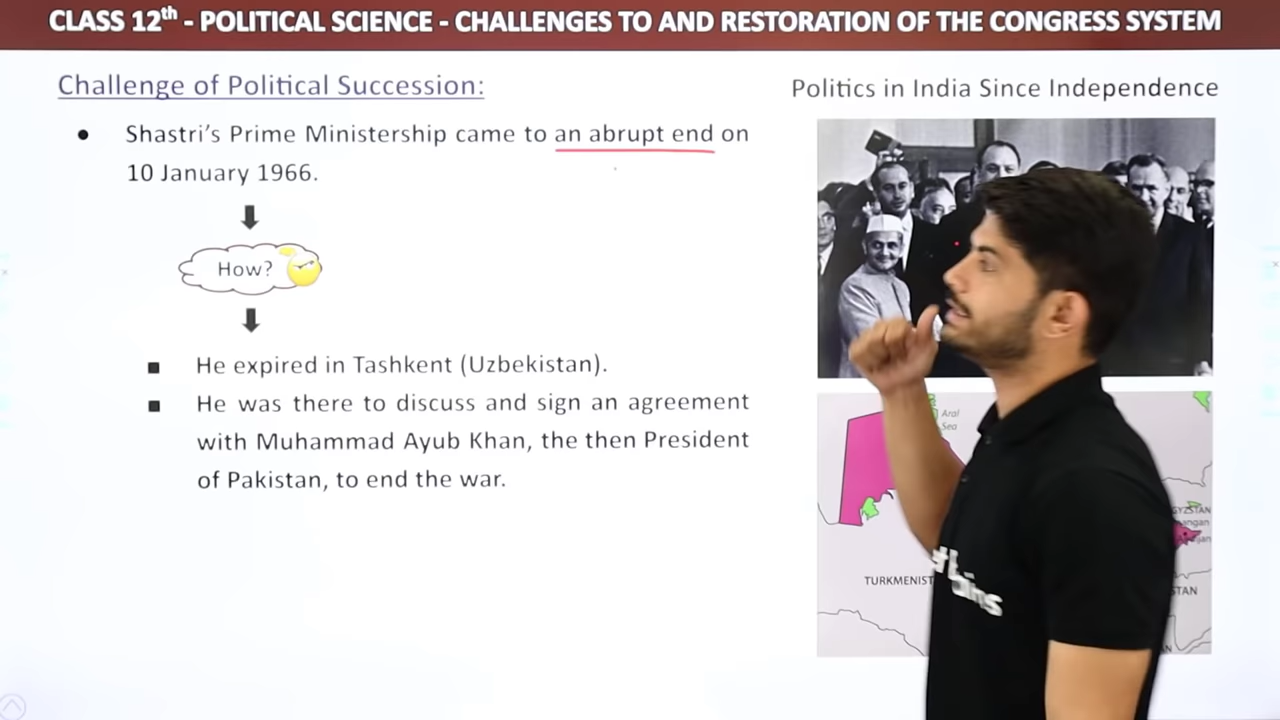 CLASS 12th - POLITICAL SCIENCE - CHALLENGES TO AND RESTORATION OF THE CONGRESS SYSTEM
Challenge of Political Succession:
Politics in India Since Independence
● Shastri's Prime Ministership came to an abrupt end on
10 January 1966.
How?
■ He expired in Tashkent (Uzbekistan).
■ He was there to discuss and sign an agreement
with Muhammad Ayub Khan, the then President
of Pakistan, to end the war.
Aral
Sea